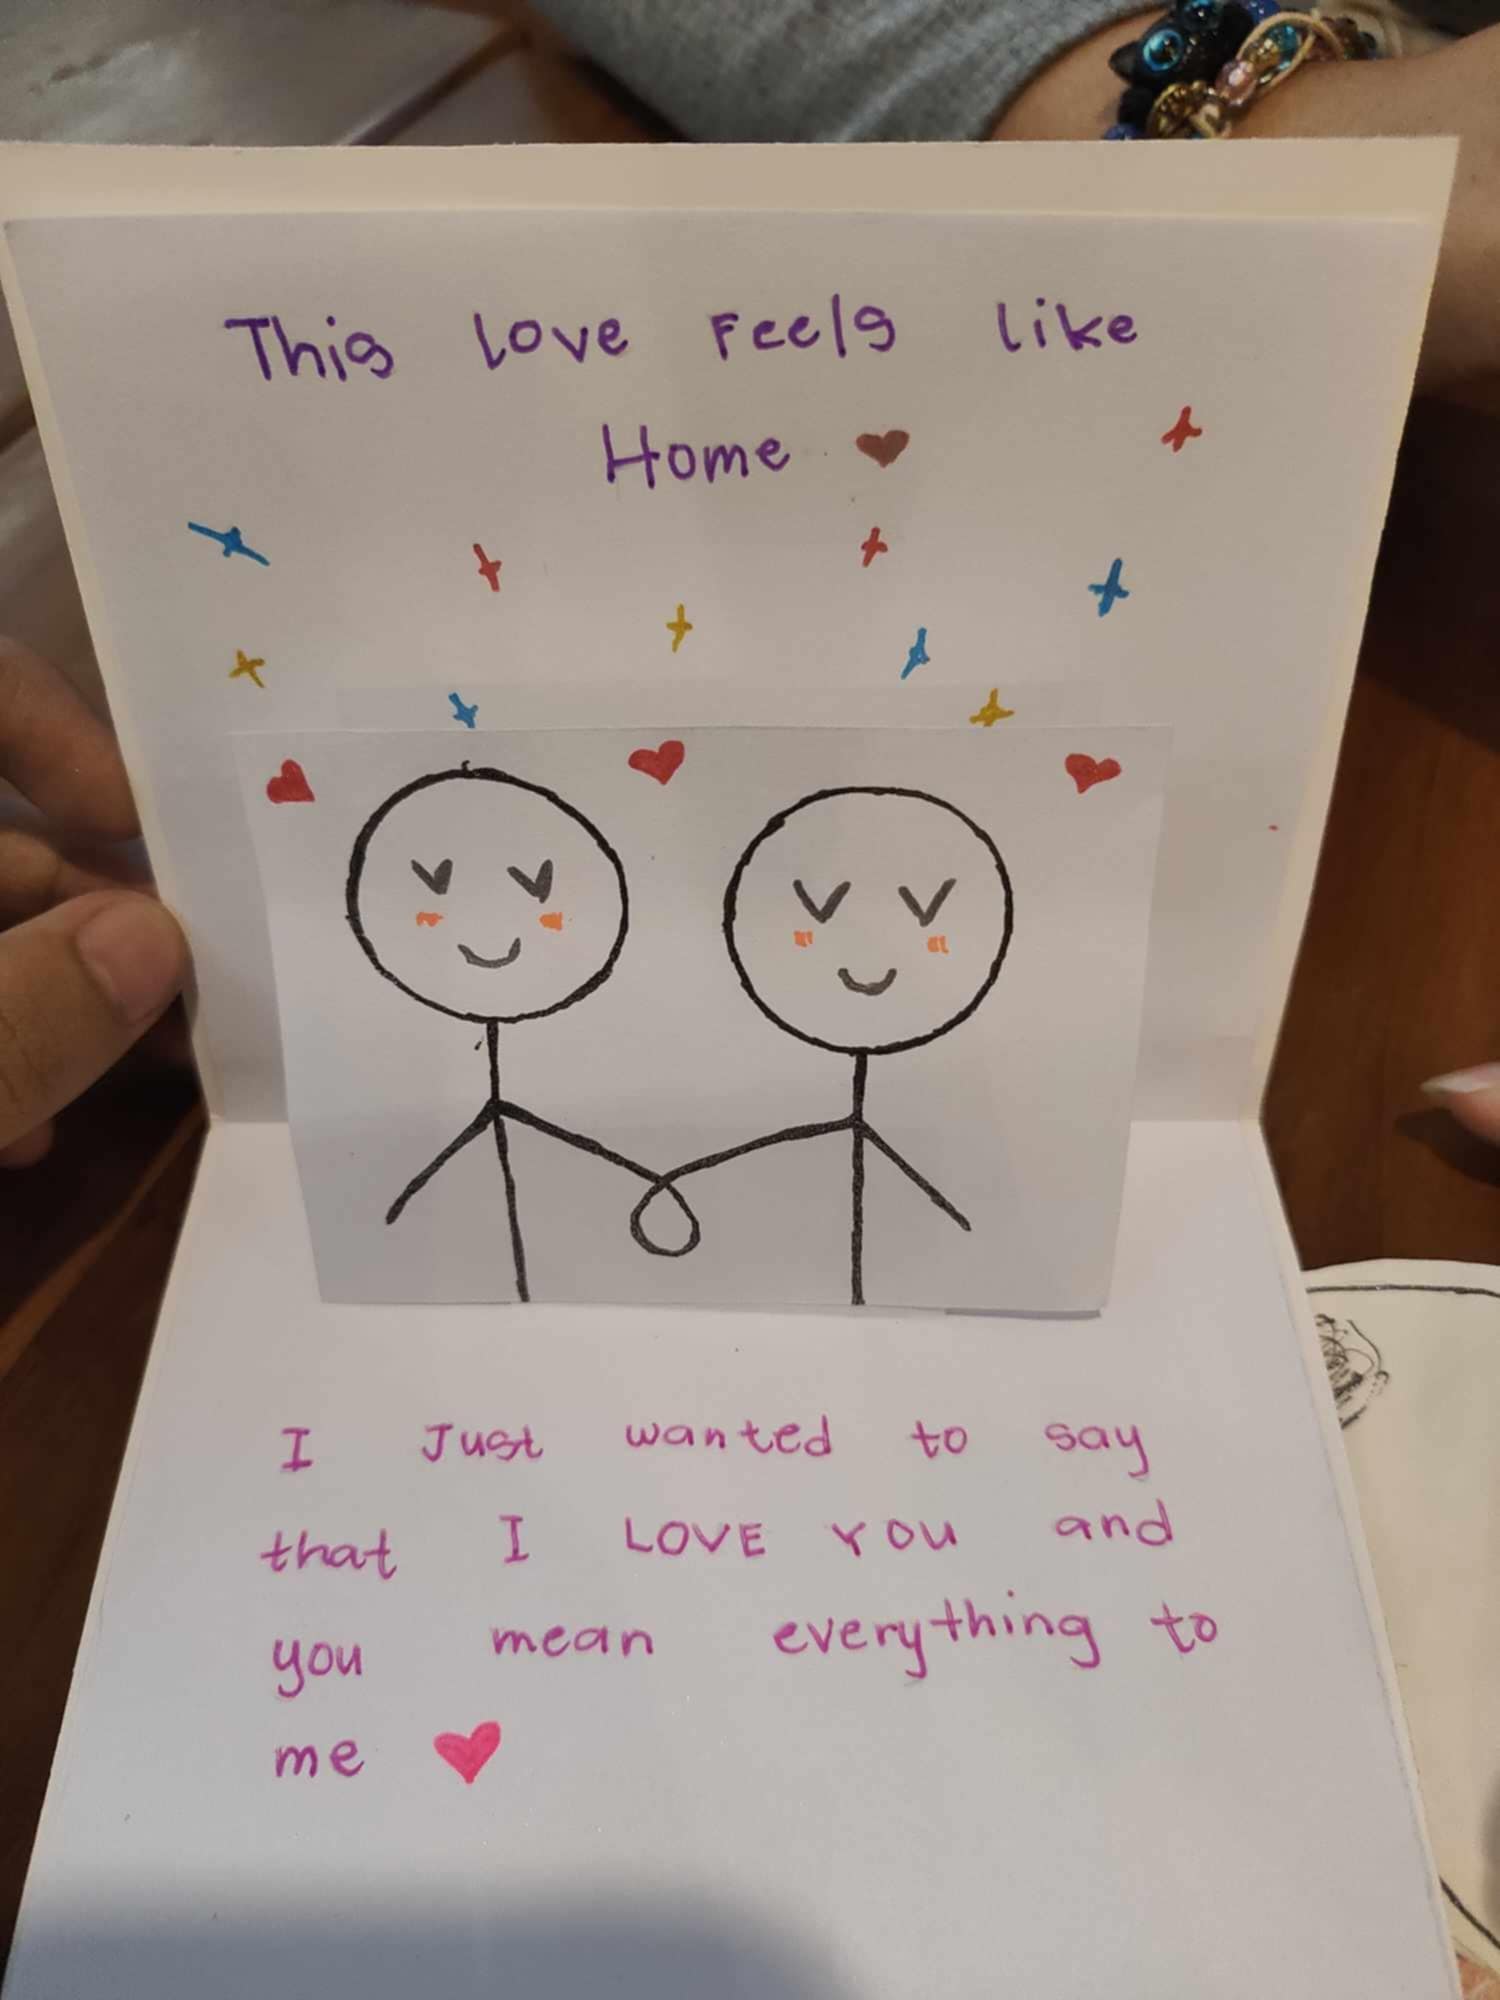 This Love Feels like
Home ♥
I Just wanted to say
that I LOVE YOU and
you mean everything to
me ♥